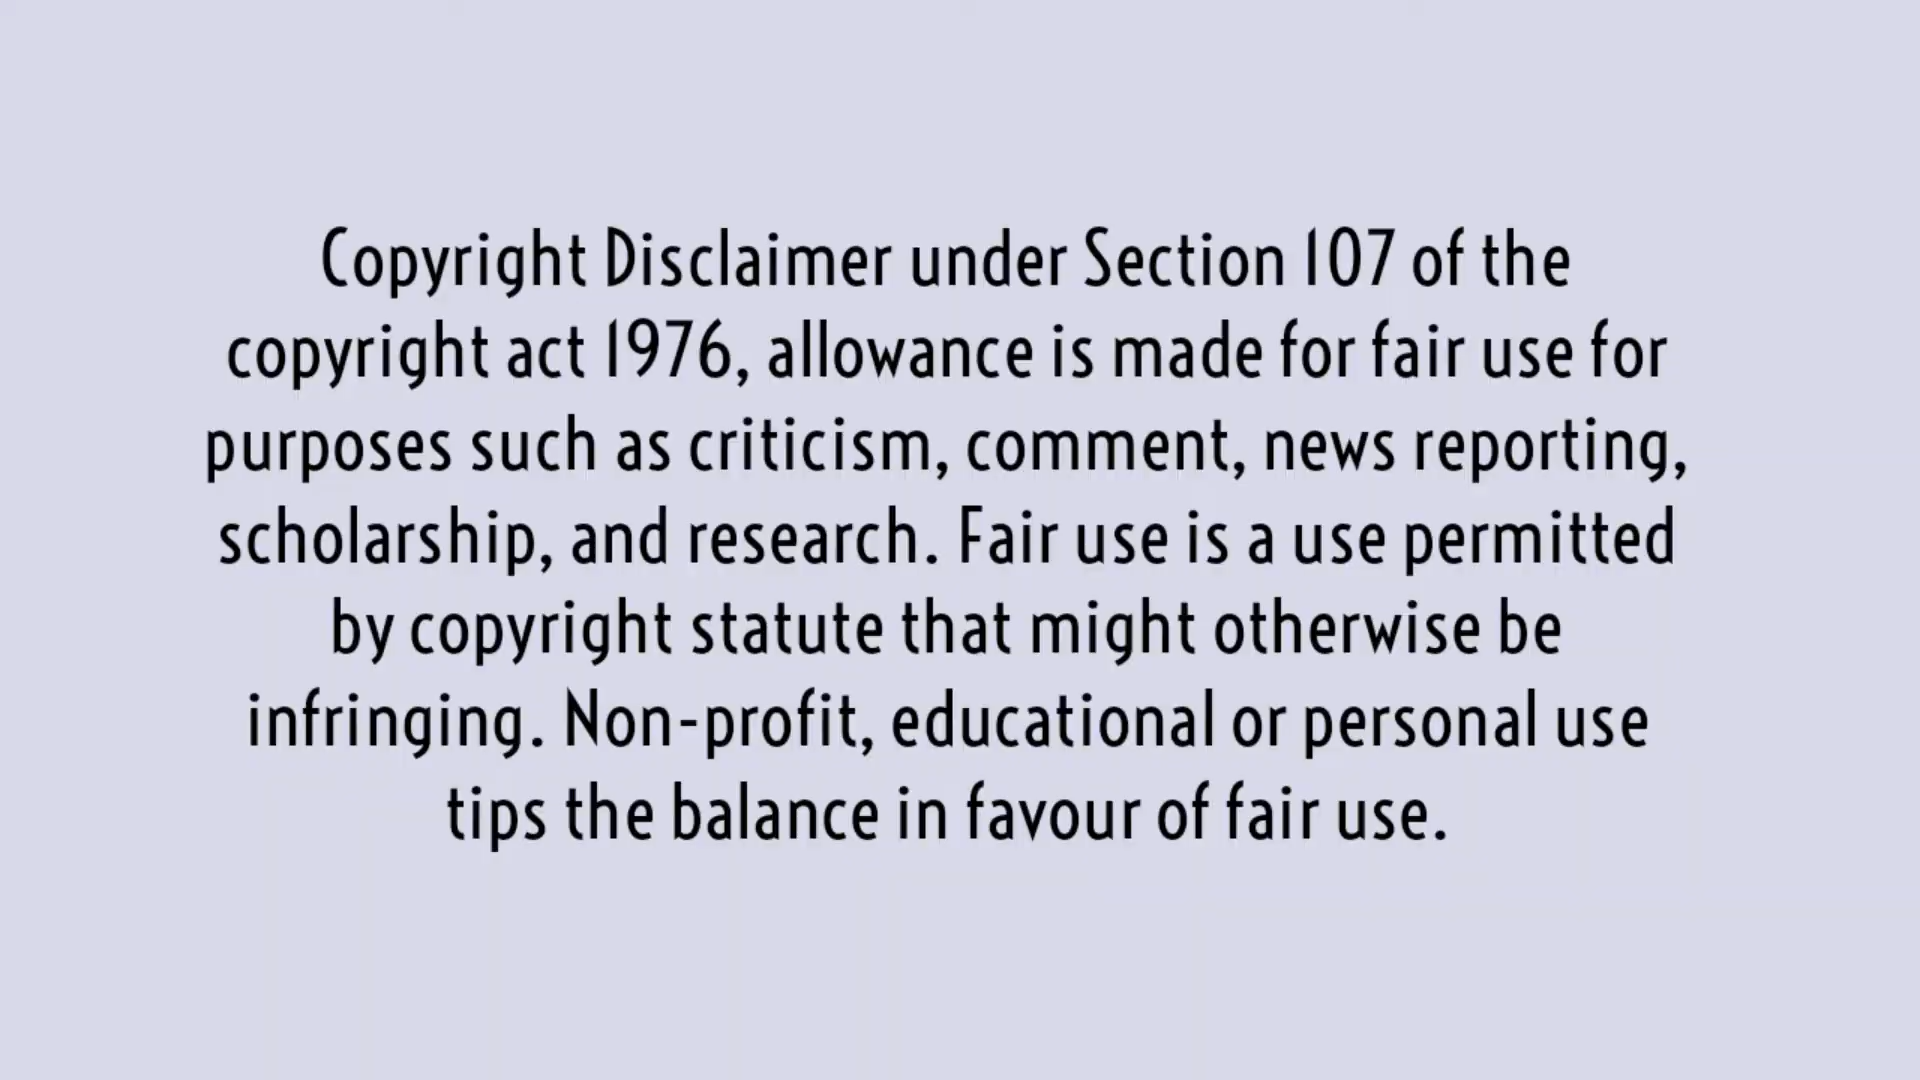 Copyright Disclaimer under Section 107 of the
copyright act 1976, allowance is made for fair use for
purposes such as criticism, comment, news reporting,
scholarship, and research. Fair use is a use permitted
by copyright statute that might otherwise be
infringing. Non-profit, educational or personal use
tips the balance in favour of fair use.